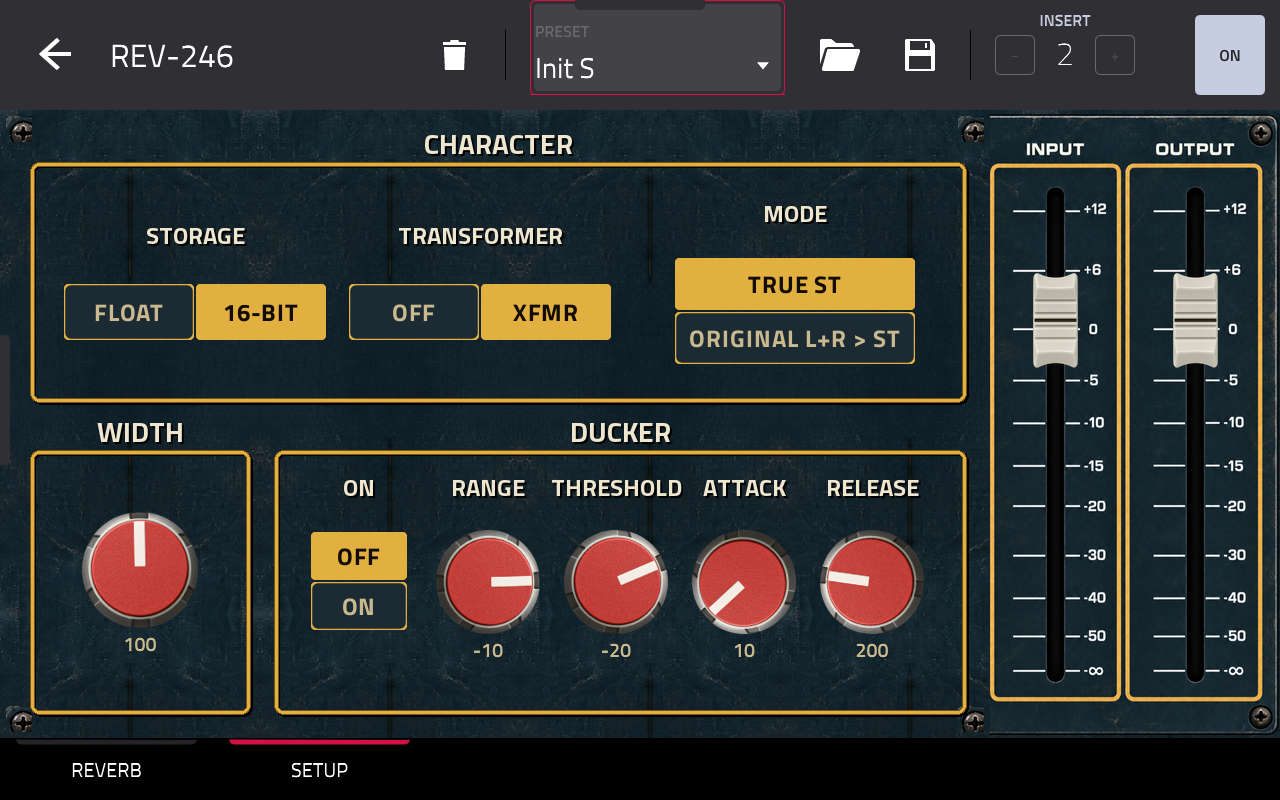 REV-246
PRESET
Init S
INSERT
- 2 +
ON
CHARACTER
STORAGE
FLOAT 16-BIT
TRANSFORMER
OFF XFMR
MODE
TRUE ST
ORIGINAL L+R > ST
WIDTH
100
DUCKER
ON
OFF
ON
RANGE
-10
THRESHOLD
-20
ATTACK
10
RELEASE
200
INPUT
+12
+6
0
-5
-10
-15
-20
-30
-40
-50
-∞
OUTPUT
+12
+6
0
-5
-10
-15
-20
-30
-40
-50
-∞
REVERB
SETUP